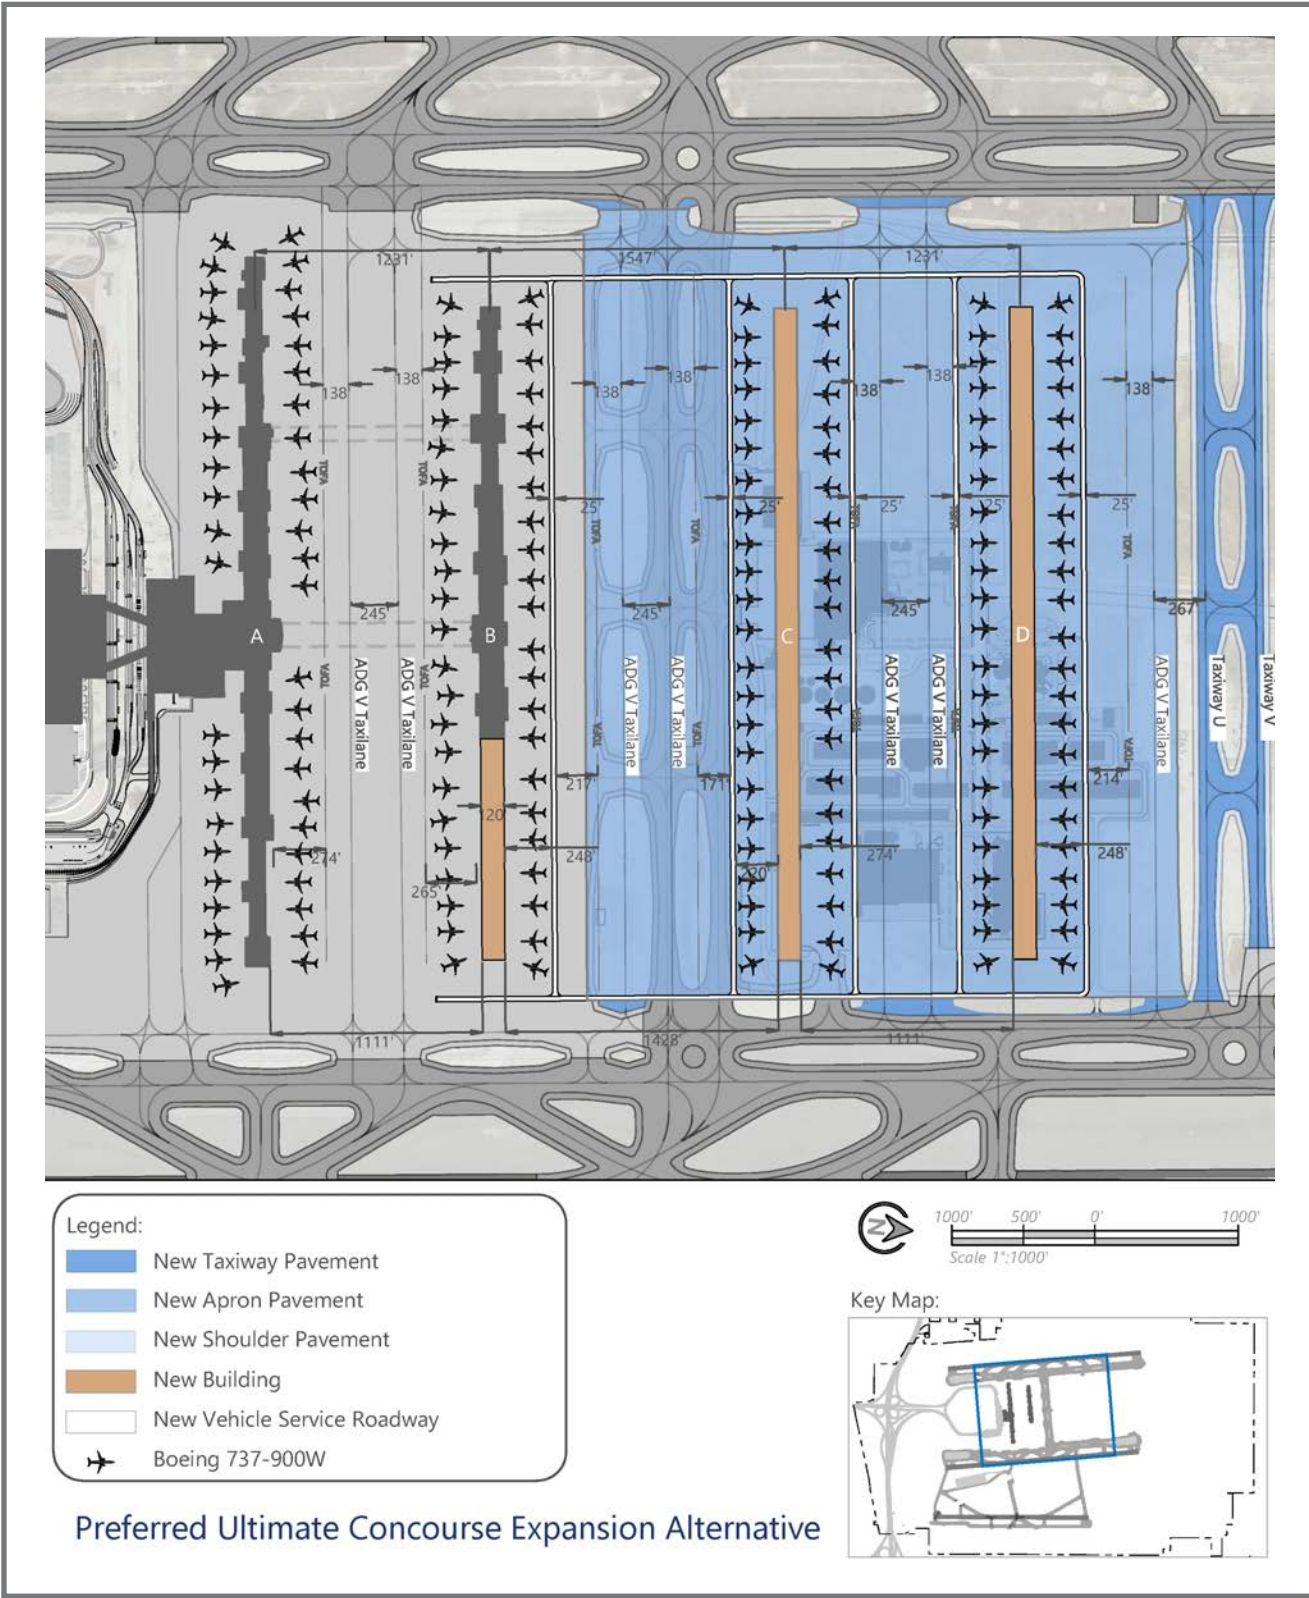 1231'
1547'
1231'
138'
138'
138'
138'
138'
138'
138'
TOFA
TOFA
25'
25'
25'
25'
25'
TOFA
TOFA
TOFA
TOFA
TOFA
245'
245'
245'
267'
A
B
C
D
TOFA
TOFA
ADG V Taxilane
ADG V Taxilane
ADG V Taxilane
ADG V Taxilane
ADG V Taxilane
ADG V Taxilane
ADG V Taxilane
Taxiway U
Taxiway V
TOFA
TOFA
TOFA
TOFA
TOFA
217'
171'
214'
120'
274'
248'
274'
248'
265'
220'
1111'
1428'
1111'
Legend:
New Taxiway Pavement
New Apron Pavement
New Shoulder Pavement
New Building
New Vehicle Service Roadway
Boeing 737-900W
N
1000' 500' 0' 1000'
Scale 1":1000'
Key Map:
Preferred Ultimate Concourse Expansion Alternative